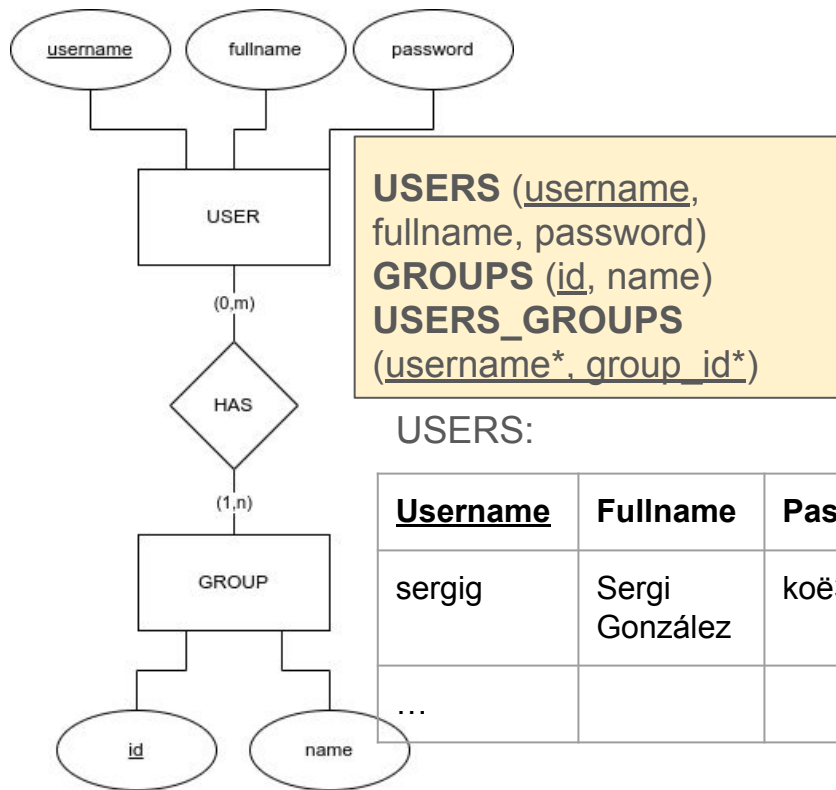 username
fullname
password
USER
(0,m)
HAS
(1,n)
GROUP
id
name
USERS (username,
fullname, password)
GROUPS (id, name)
USERS_GROUPS
(username*, group_id*)
USERS:
Username Fullname
sergig Sergi
González
…